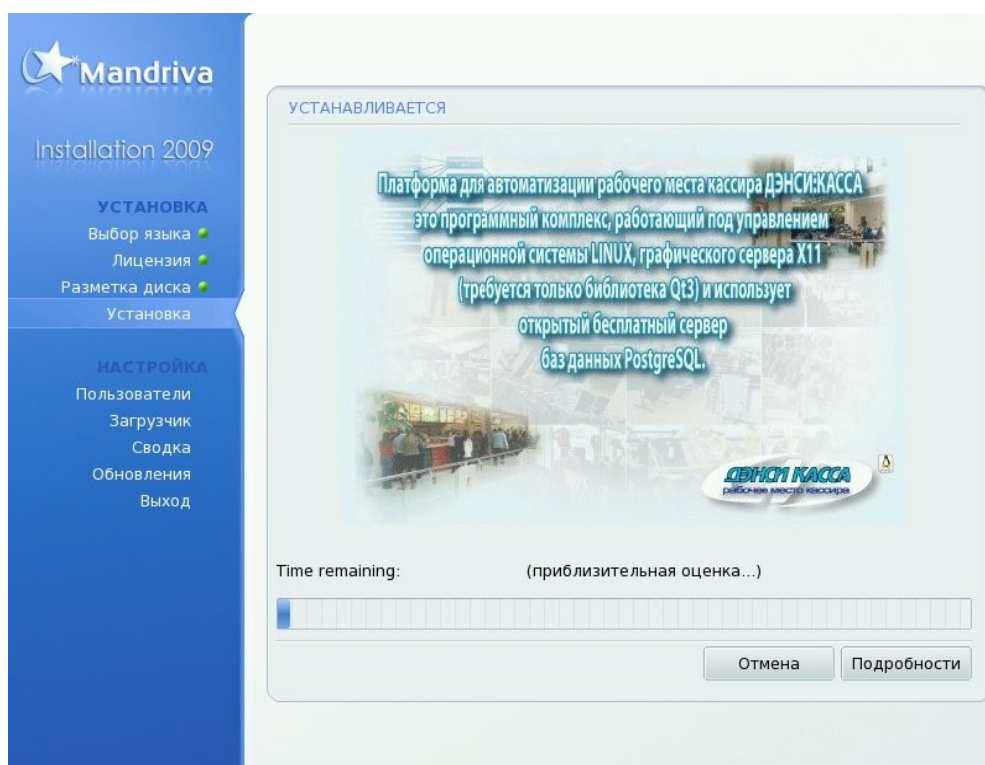 Mandriva
Installation 2009
УСТАНОВКА
Выбор языка
Лицензия
Разметка диска
Установка
НАСТРОЙКА
Пользователи
Загрузчик
Сводка
Обновления
Выход
УСТАНАВЛИВАЕТСЯ
Платформа для автоматизации рабочего места кассира ДЭНСИ:КАССА
это программный комплекс, работающий под управлением
операционной системы LINUX, графического сервера X11
(требуется только библиотека Qt3) и использует
открытый бесплатный сервер
баз данных PostgreSQL.
ДЭНСИ КАССА
рабочее место кассира
Time remaining: (приблизительная оценка...)
Отмена Подробности